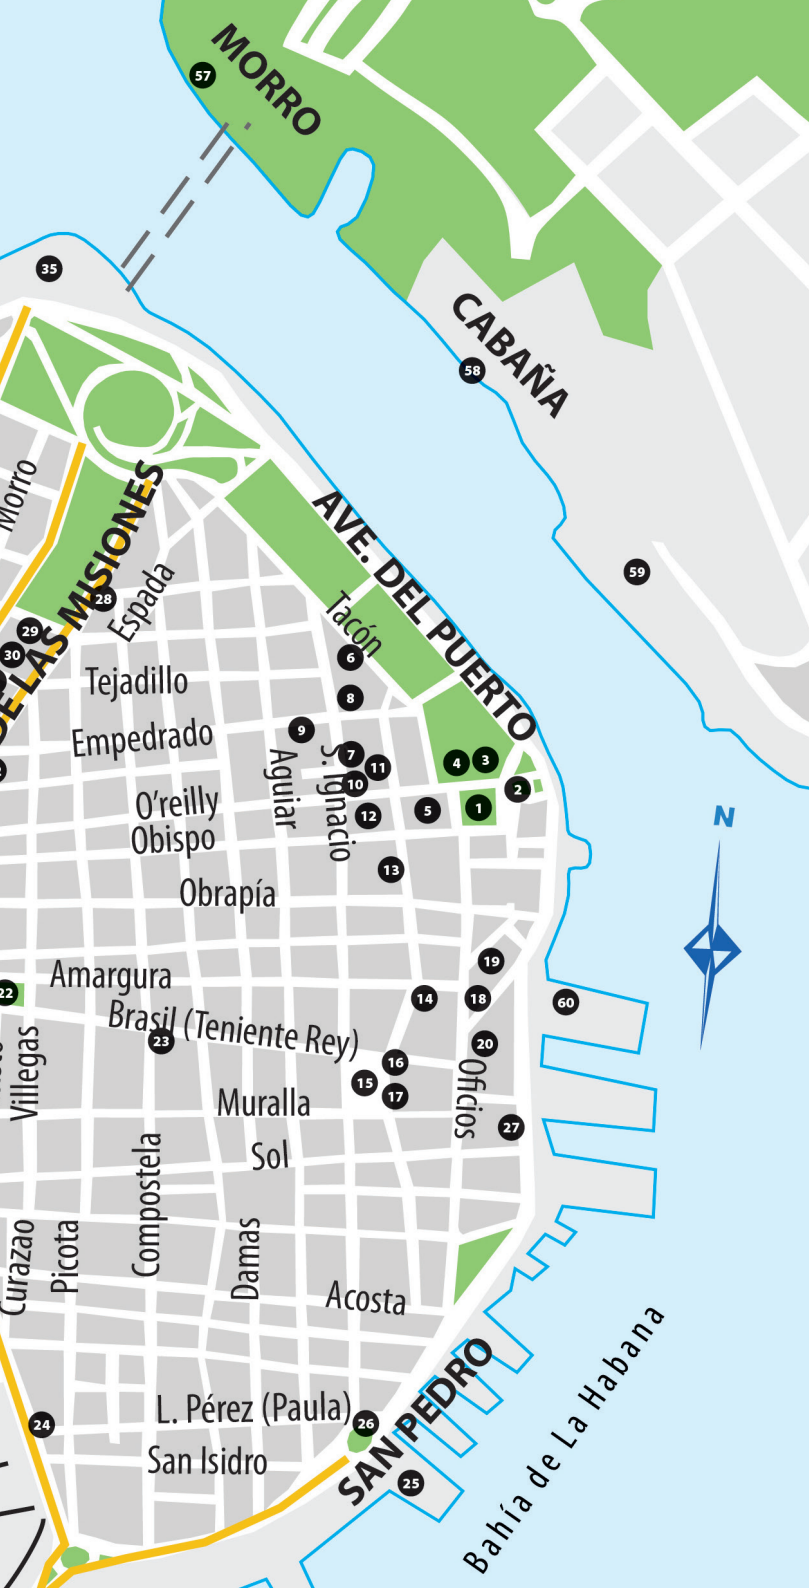 MORRO
57
35
CABAÑA
58
Morro
DE LAS MISIONES
AVE. DEL PUERTO
59
28
Espada
Tacón
29
30
6
Tejadillo
8
Empedrado
9
Aguiar
S. Ignacio
7
11
10
4
3
2
O'reilly
12
5
1
Obispo
N
13
Obrapía
19
Amargura
22
14
18
60
Brasil (Teniente Rey)
23
20
16
15
17
Villegas
Oficios
Muralla
27
Sol
Compostela
Curazao
Picota
Damas
Acosta
L. Pérez (Paula)
26
24
San Isidro
SAN PEDRO
25
Bahía de La Habana